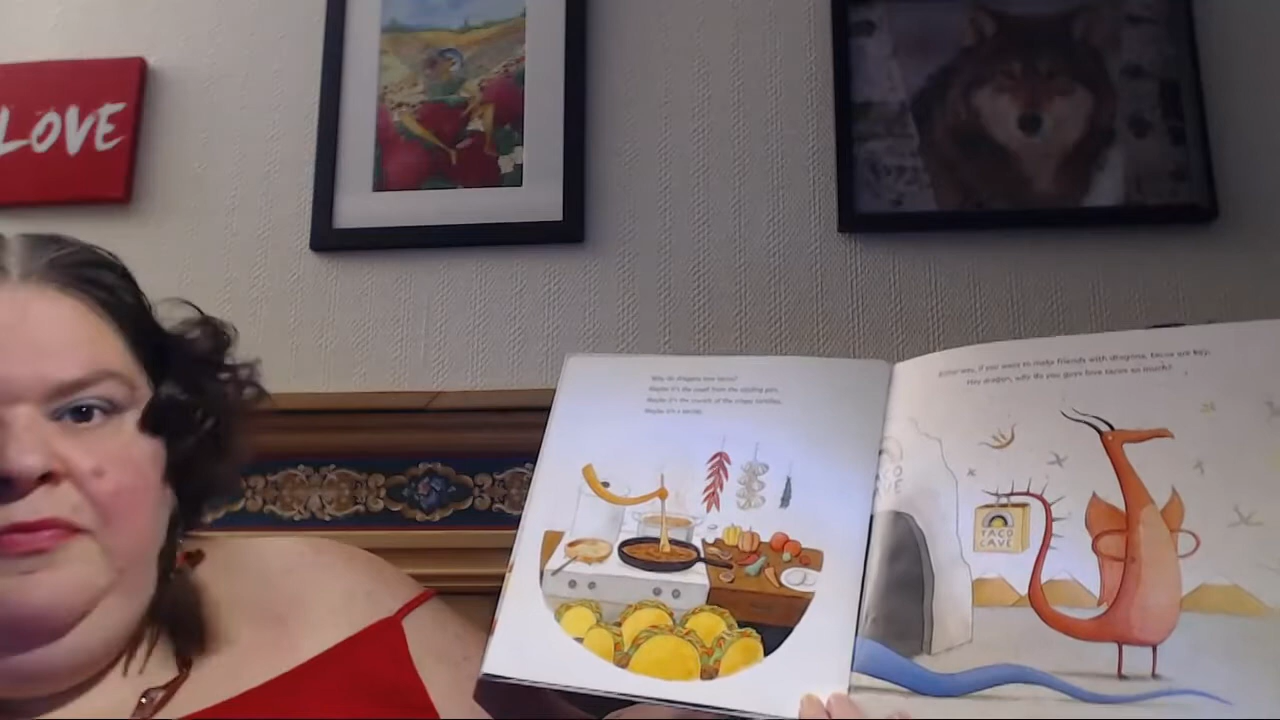 LOVE
Why do dragons love tacos?
Maybe it's the smell from the sizzling pan.
Maybe it's the crunch of the crispy tortillas.
Maybe it's a secret.
if you want to make friends with dragons, tacos are key.
Hey dragon, why do you guys love tacos so much?
TACO
CAVE